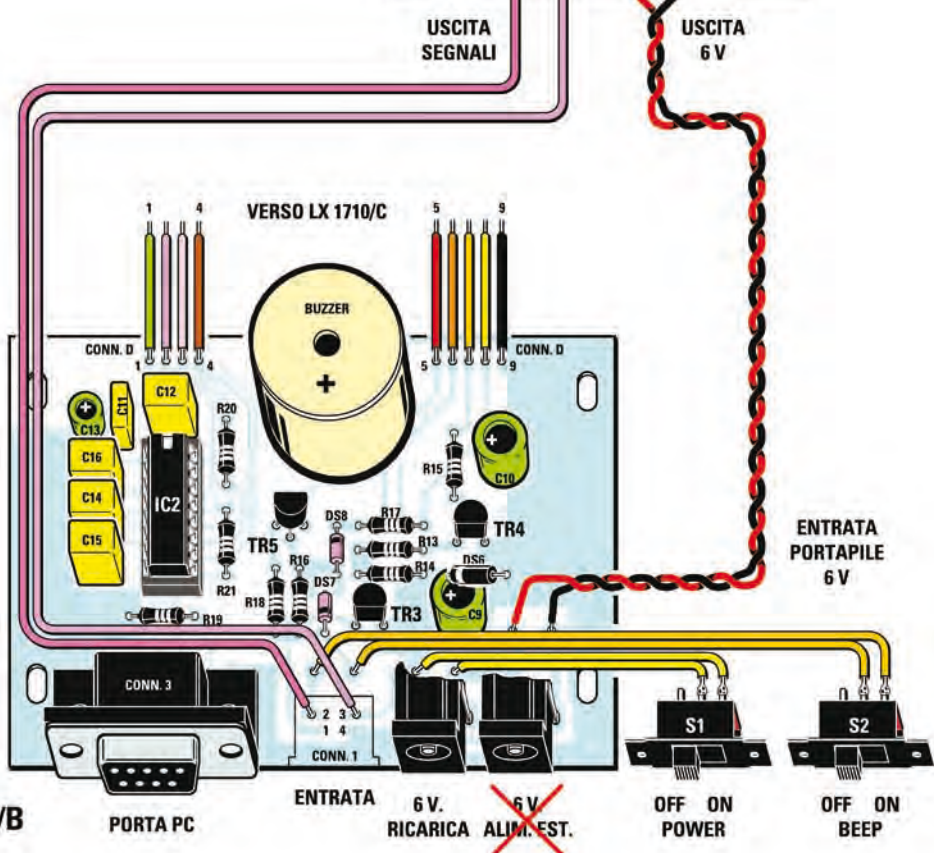 USCITA
SEGNALI
USCITA
6 V
1 4
VERSO LX 1710/C
5 9
BUZZER
+
CONN. D
1 4
5 9
CONN. D
C13
+
C11
C12
R20
C16
C14
C15
IC2
R21
R19
TR5
R18
R16
DS7
DS8
R17
R13
R14
TR3
R15
+
C10
TR4
DS6
+
C9
ENTRATA
PORTAPILE
6 V
CONN. 3
2 3
1 4
CONN. 1
S1
S2
/B
PORTA PC
ENTRATA
6 V.
RICARICA
6 V.
ALIM. EST.
OFF ON
POWER
OFF ON
BEEP